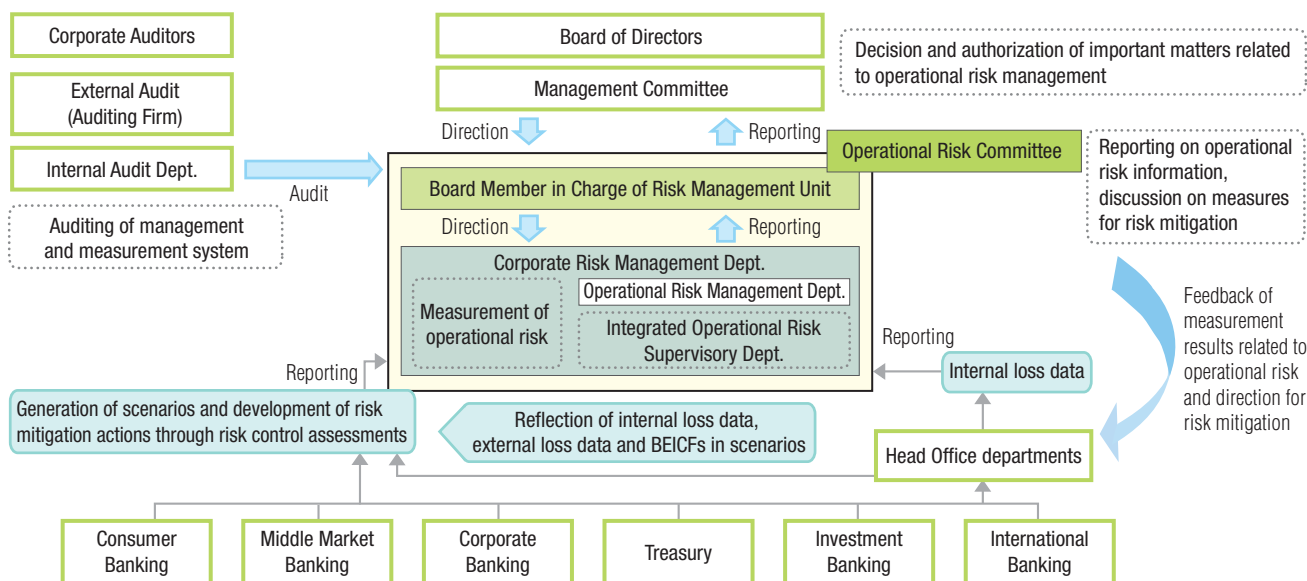 Corporate Auditors
External Audit
(Auditing Firm)
Internal Audit Dept.
Auditing of management
and measurement system
Audit
Board of Directors
Management Committee
Decision and authorization of important matters related
to operational risk management
Direction
Reporting
Operational Risk Committee
Reporting on operational
risk information,
discussion on measures
for risk mitigation
Board Member in Charge of Risk Management Unit
Direction
Reporting
Corporate Risk Management Dept.
Measurement of
operational risk
Operational Risk Management Dept.
Integrated Operational Risk
Supervisory Dept.
Feedback of
measurement
results related to
operational risk
and direction for
risk mitigation
Reporting
Reporting
Internal loss data
Generation of scenarios and development of risk
mitigation actions through risk control assessments
Reflection of internal loss data,
external loss data and BEICFs in scenarios
Head Office departments
Consumer
Banking
Middle Market
Banking
Corporate
Banking
Treasury
Investment
Banking
International
Banking